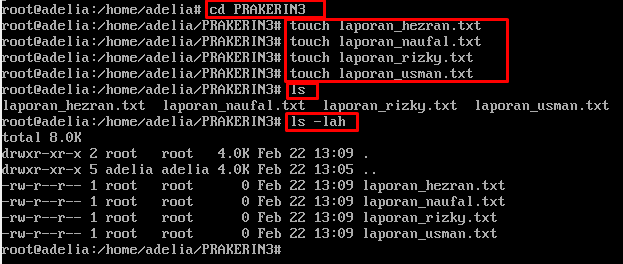 root@adelia:/home/adelia# cd PRAKERIN3
root@adelia:/home/adelia/PRAKERIN3# touch laporan_hezran.txt
root@adelia:/home/adelia/PRAKERIN3# touch laporan_naufal.txt
root@adelia:/home/adelia/PRAKERIN3# touch laporan_rizky.txt
root@adelia:/home/adelia/PRAKERIN3# touch laporan_usman.txt
root@adelia:/home/adelia/PRAKERIN3# ls
laporan_hezran.txt  laporan_naufal.txt  laporan_rizky.txt  laporan_usman.txt
root@adelia:/home/adelia/PRAKERIN3# ls -lah
total 8.0K
drwxr-xr-x 2 root   root   4.0K Feb 22 13:09 .
drwxr-xr-x 5 adelia adelia 4.0K Feb 22 13:05 ..
-rw-r--r-- 1 root   root      0 Feb 22 13:09 laporan_hezran.txt
-rw-r--r-- 1 root   root      0 Feb 22 13:09 laporan_naufal.txt
-rw-r--r-- 1 root   root      0 Feb 22 13:09 laporan_rizky.txt
-rw-r--r-- 1 root   root      0 Feb 22 13:09 laporan_usman.txt
root@adelia:/home/adelia/PRAKERIN3#